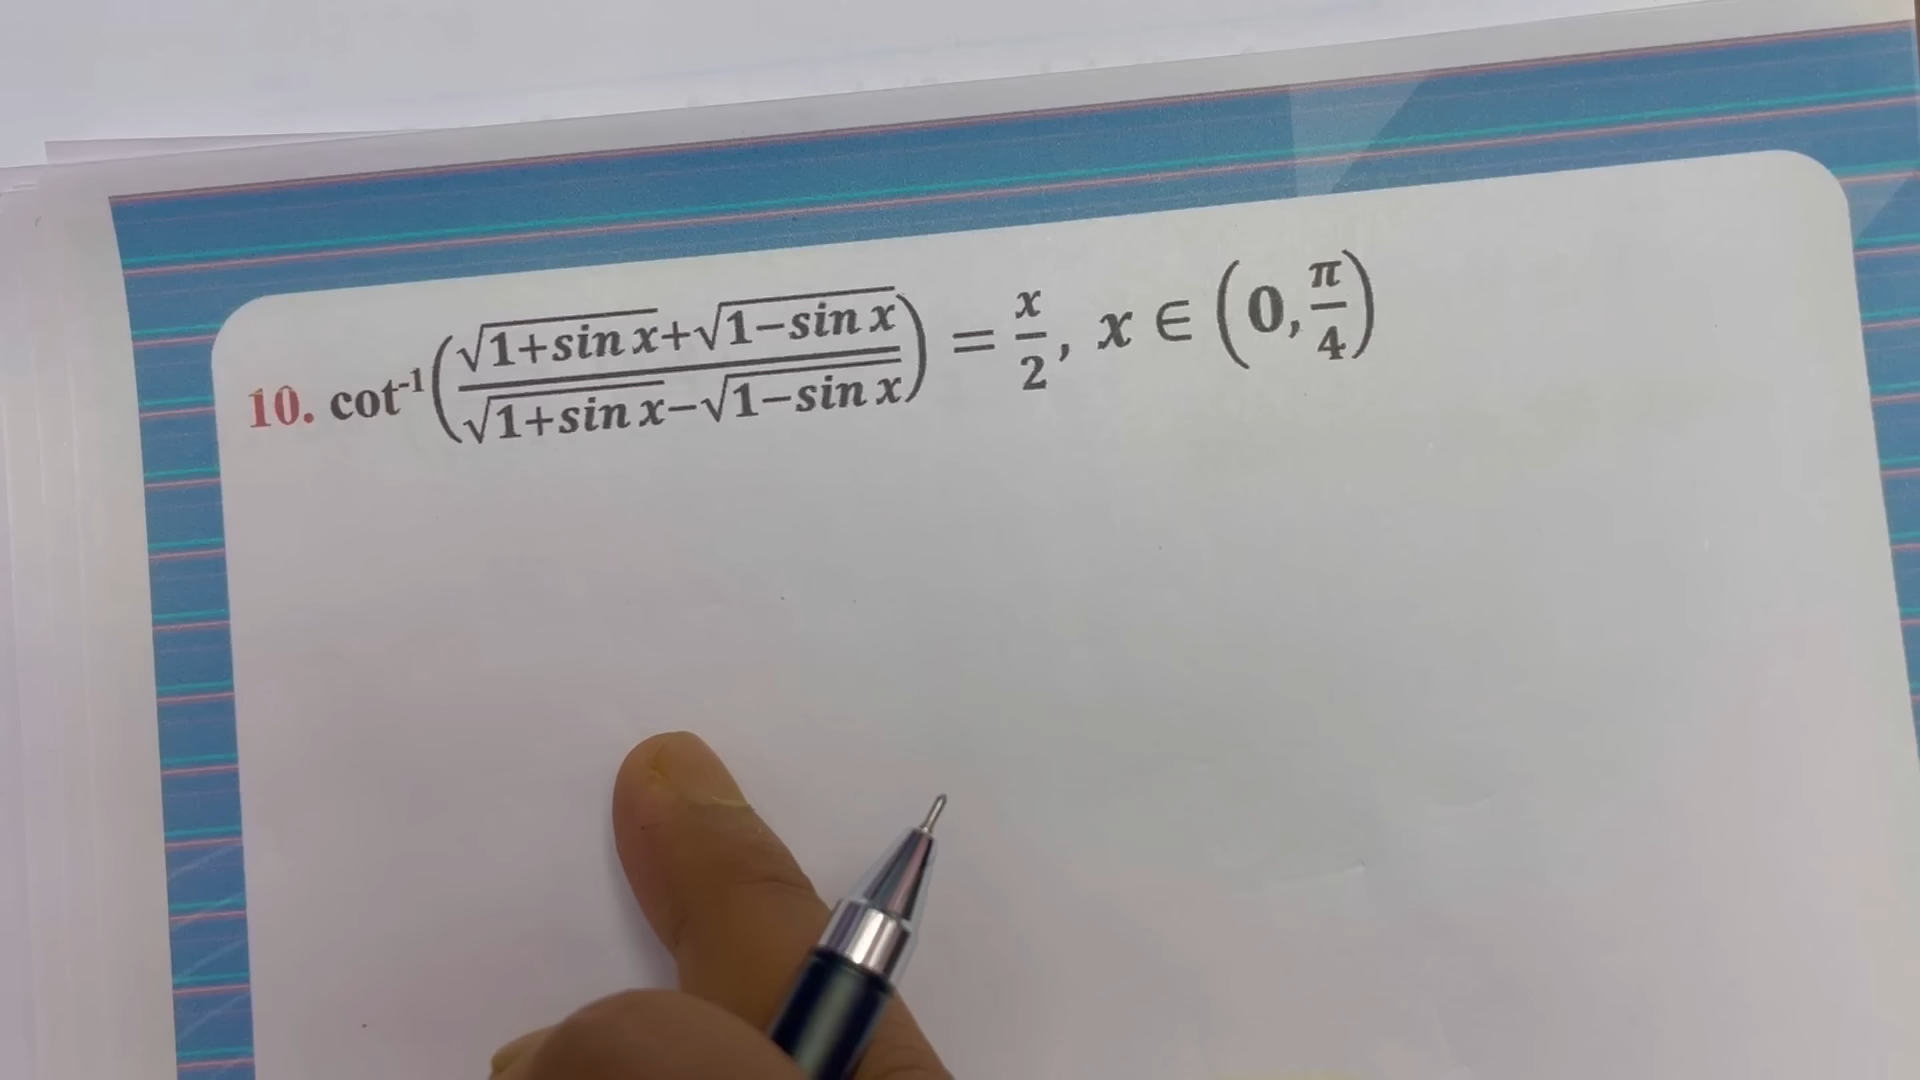 10. cot⁻¹((√(1+sin x)+√(1−sin x))/(√(1+sin x)−√(1−sin x))) = x/2, x ∈ (0, π/4)